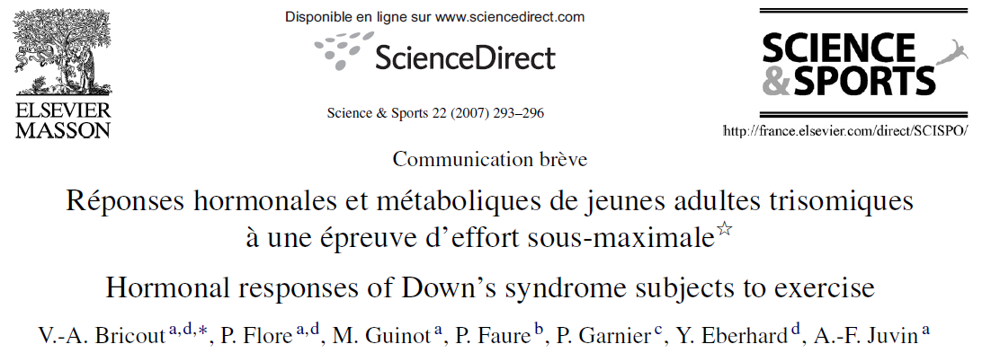 Disponible en ligne sur www.sciencedirect.com
ScienceDirect
ELSEVIER
MASSON
Science & Sports 22 (2007) 293–296
SCIENCE
&SPORTS
http://france.elsevier.com/direct/SCISPO/
Communication brève
Réponses hormonales et métaboliques de jeunes adultes trisomiques
à une épreuve d’effort sous-maximale☆
Hormonal responses of Down’s syndrome subjects to exercise
V.-A. Bricout a,d,*, P. Flore a,d, M. Guinot a, P. Faure b, P. Garnier c, Y. Eberhard d, A.-F. Juvin a